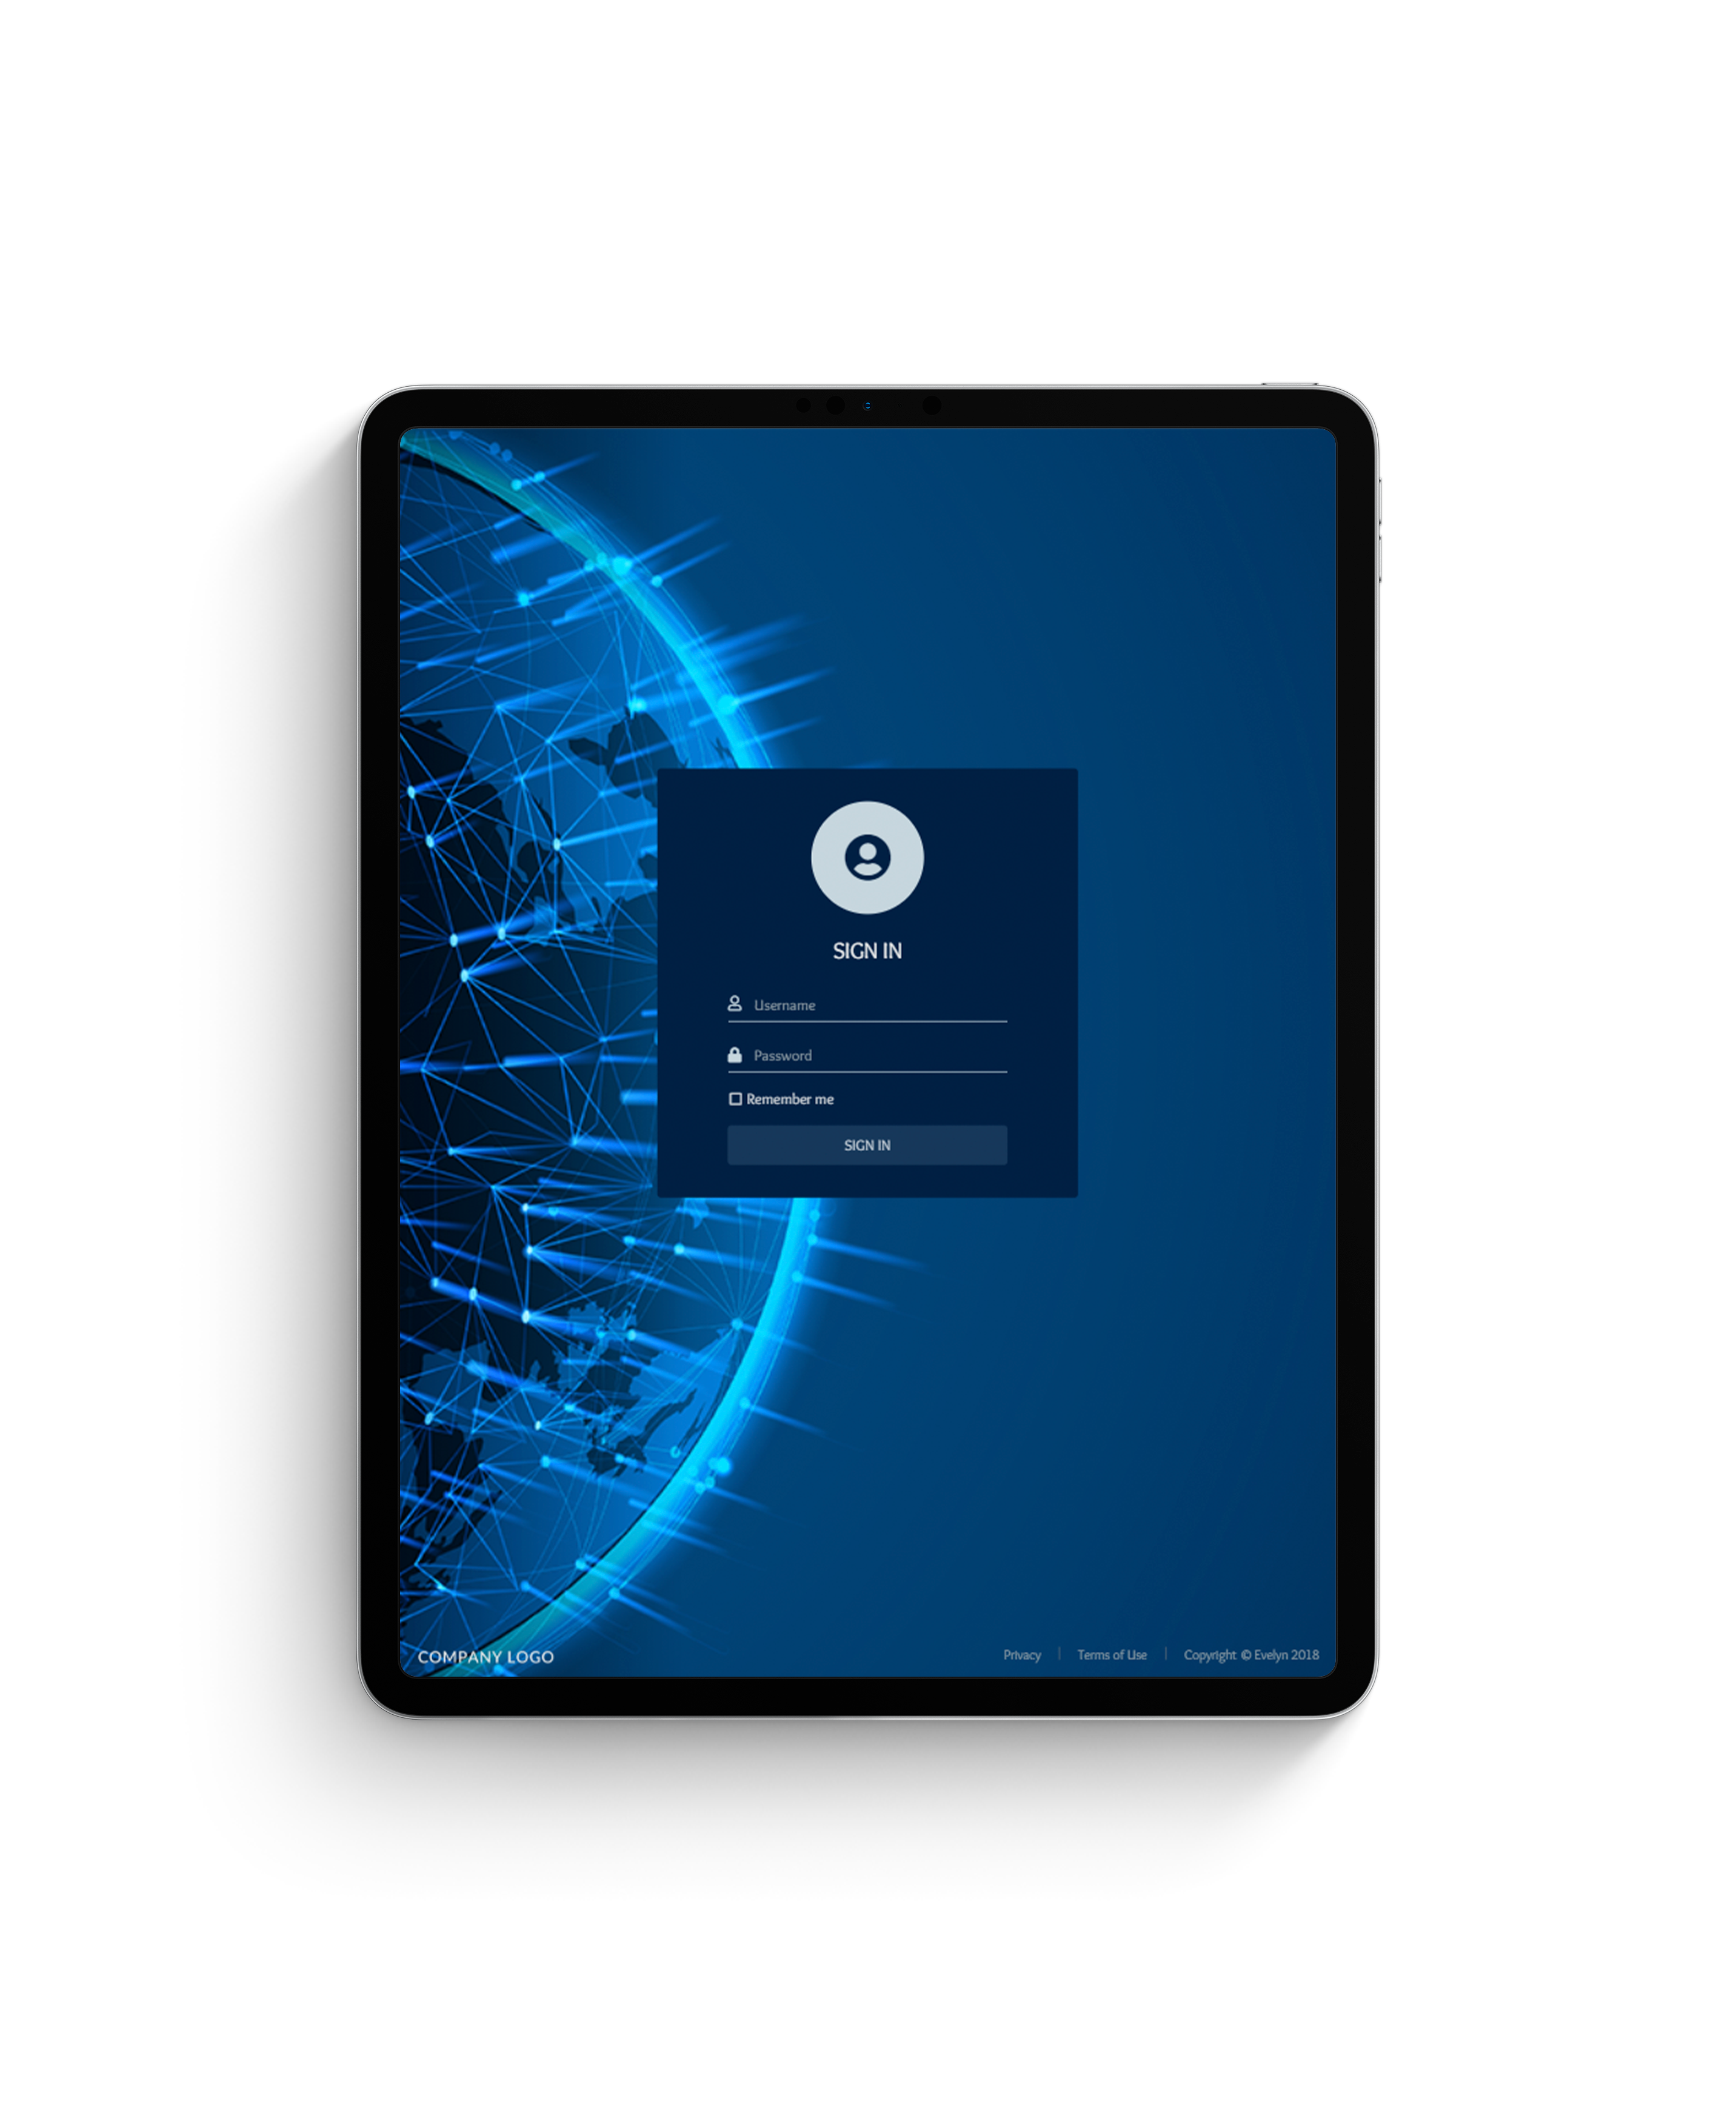 SIGN IN
Username
Password
Remember me
SIGN IN
COMPANY LOGO
Privacy | Terms of Use | Copyright © Evelyn 2018